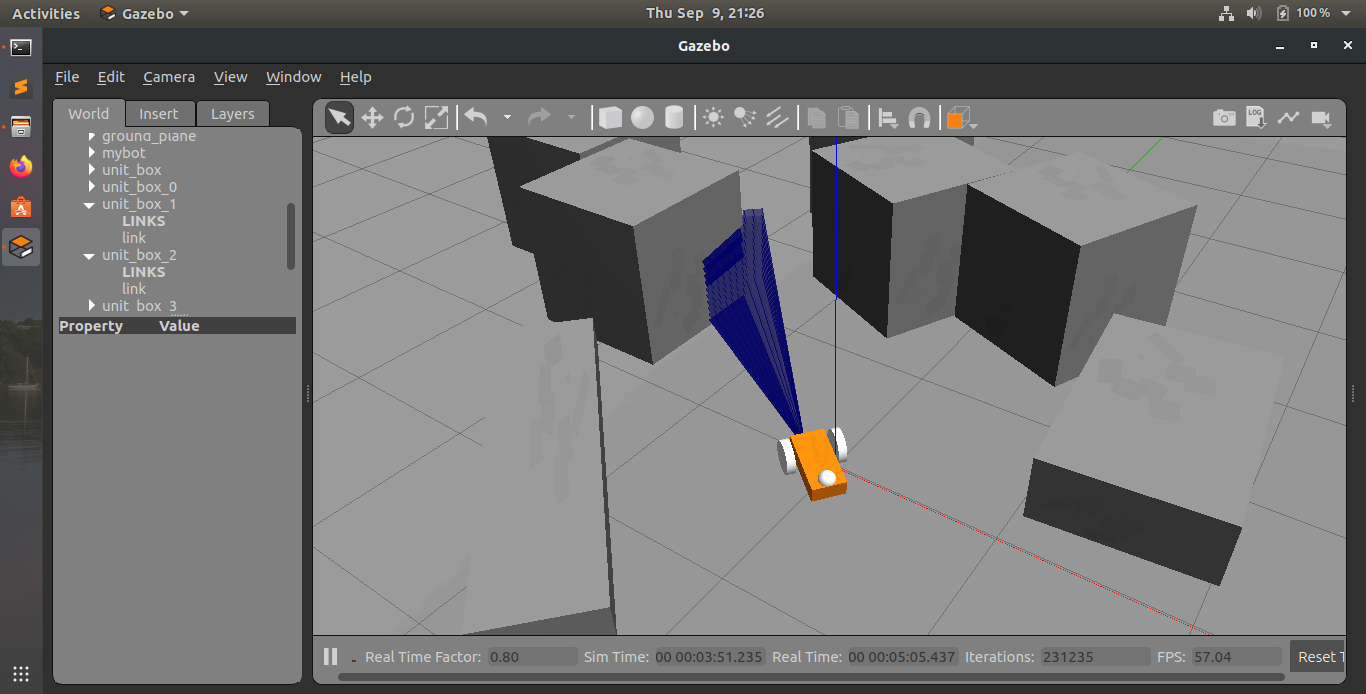 Activities Gazebo Thu Sep 9, 21:26 100 %
Gazebo
File Edit Camera View Window Help
World Insert Layers
LOG
ground_plane
mybot
unit_box
unit_box_0
unit_box_1
LINKS
link
unit_box_2
LINKS
link
unit_box_3
Property Value
Real Time Factor: 0.80 Sim Time: 00 00:03:51.235 Real Time: 00 00:05:05.437 Iterations: 231235 FPS: 57.04 Reset T